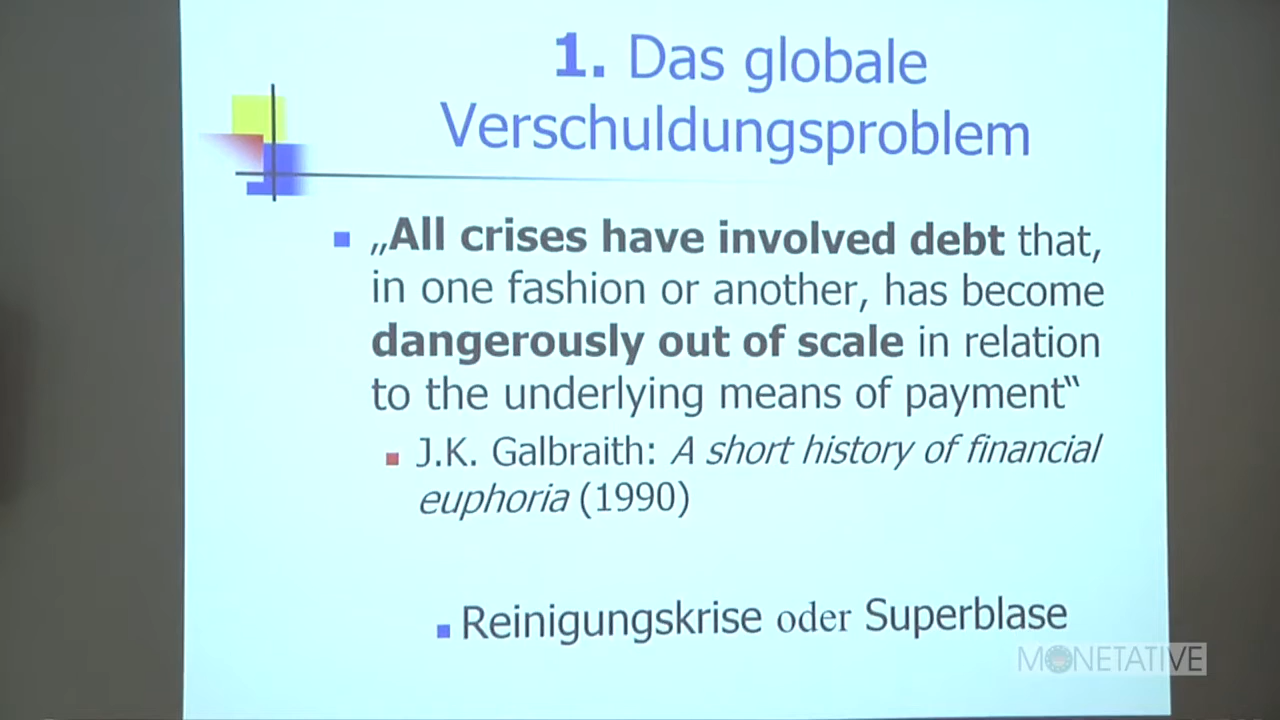 1. Das globale
Verschuldungsproblem
„All crises have involved debt that,
in one fashion or another, has become
dangerously out of scale in relation
to the underlying means of payment“
J.K. Galbraith: A short history of financial
euphoria (1990)
Reinigungskrise oder Superblase
MONETATIVE